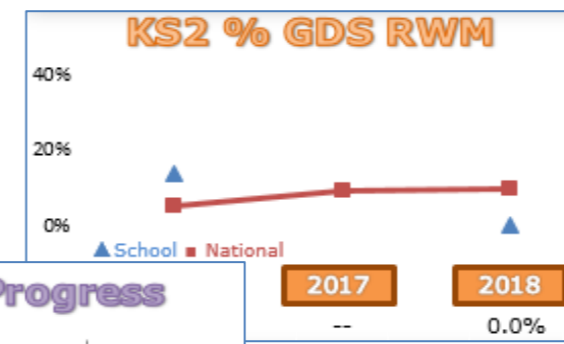 KS2 % GDS RWM
40%
20%
0%
School National
Progress
2017 2018
-- 0.0%